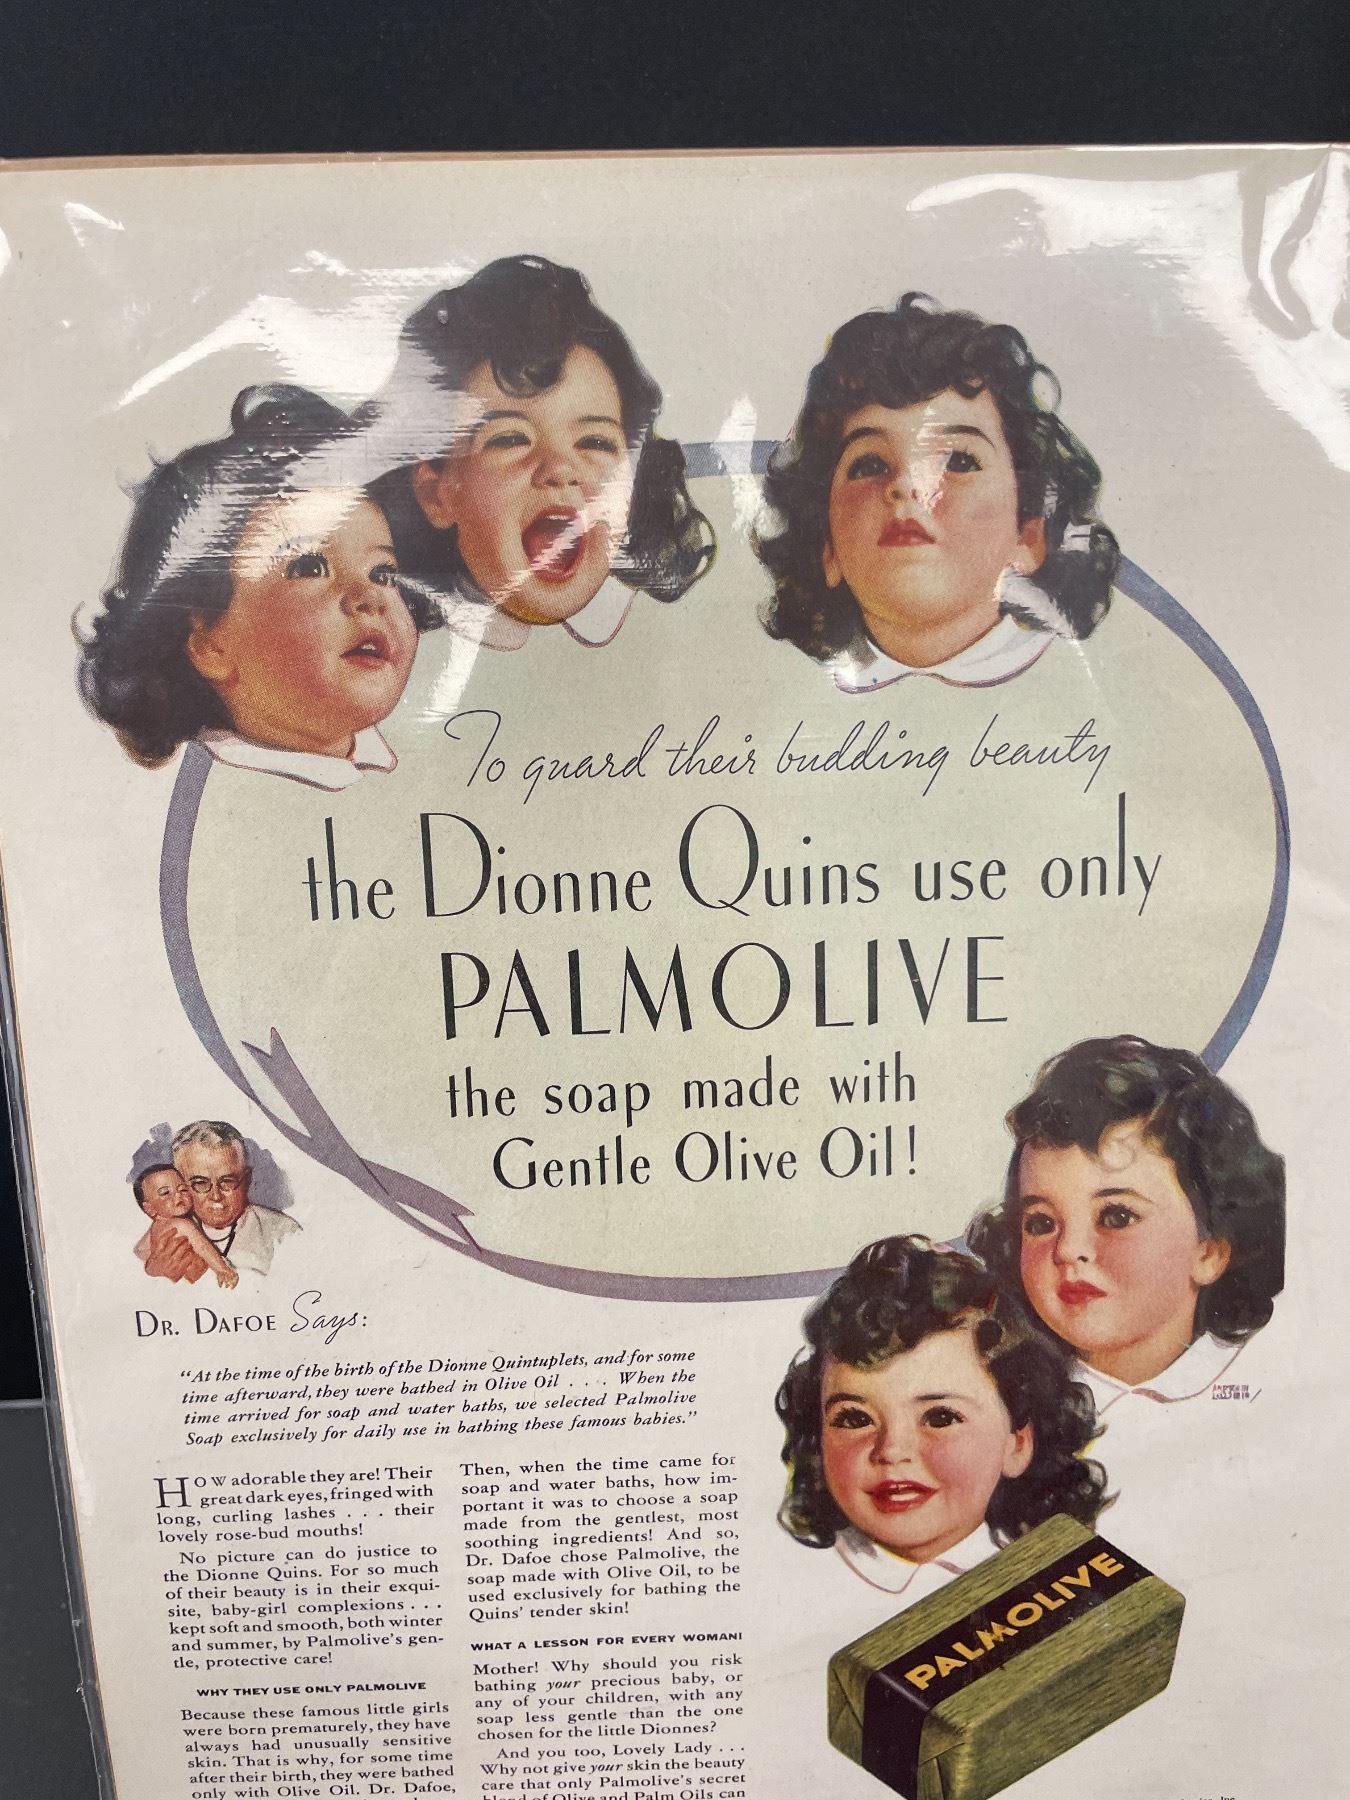 To guard their budding beauty
the Dionne Quins use only
PALMOLIVE
the soap made with
Gentle Olive Oil!
DR. DAFOE Says:
“At the time of the birth of the Dionne Quintuplets, and for some
time afterward, they were bathed in Olive Oil . . . When the
time arrived for soap and water baths, we selected Palmolive
Soap exclusively for daily use in bathing these famous babies.”
HOW adorable they are! Their
great dark eyes, fringed with
long, curling lashes . . . their
lovely rose-bud mouths!
No picture can do justice to
the Dionne Quins. For so much
of their beauty is in their exqui-
site, baby-girl complexions . . .
kept soft and smooth, both winter
and summer, by Palmolive's gen-
tle, protective care!
WHY THEY USE ONLY PALMOLIVE
Because these famous little girls
were born prematurely, they have
always had unusually sensitive
skin. That is why, for some time
after their birth, they were bathed
only with Olive Oil. Dr. Dafoe,
Then, when the time came for
soap and water baths, how im-
portant it was to choose a soap
made from the gentlest, most
soothing ingredients! And so,
Dr. Dafoe chose Palmolive, the
soap made with Olive Oil, to be
used exclusively for bathing the
Quins' tender skin!
WHAT A LESSON FOR EVERY WOMAN!
Mother! Why should you risk
bathing your precious baby, or
any of your children, with any
soap less gentle than the one
chosen for the little Dionnes?
And you too, Lovely Lady . . .
Why not give your skin the beauty
care that only Palmolive's secret
blend of Olive and Palm Oils can
PALMOLIVE